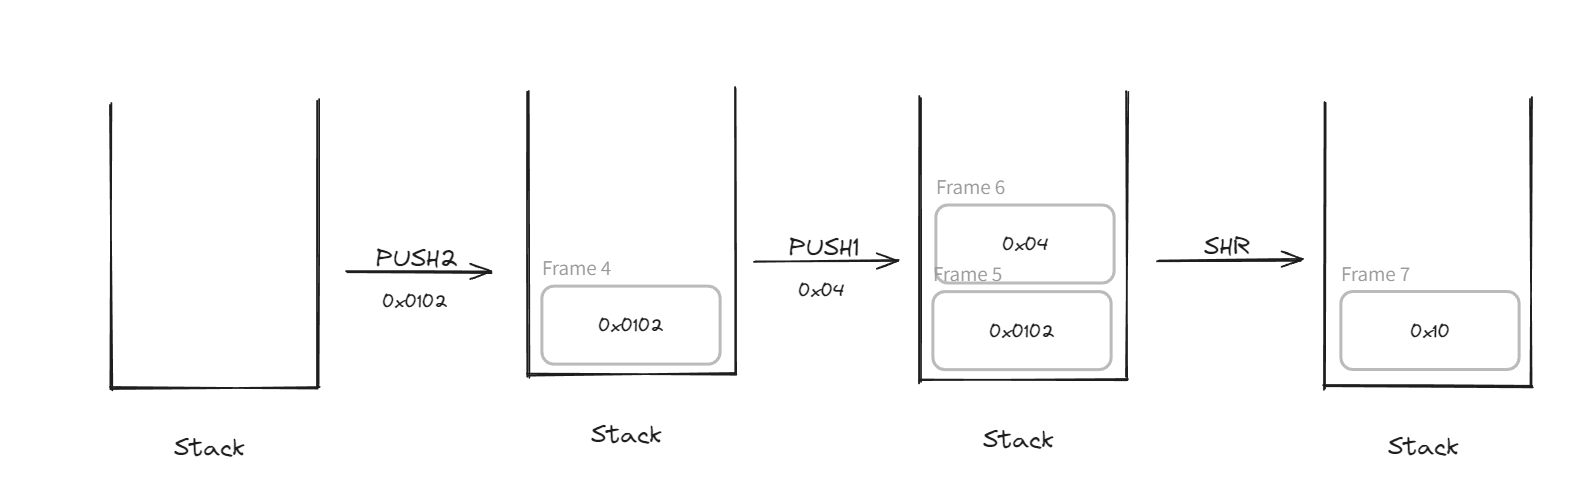 PUSH2
0x0102
Frame 4
0x0102
PUSH1
0x04
Frame 6
0x04
Frame 5
0x0102
SHR
Frame 7
0x10
Stack
Stack
Stack
Stack